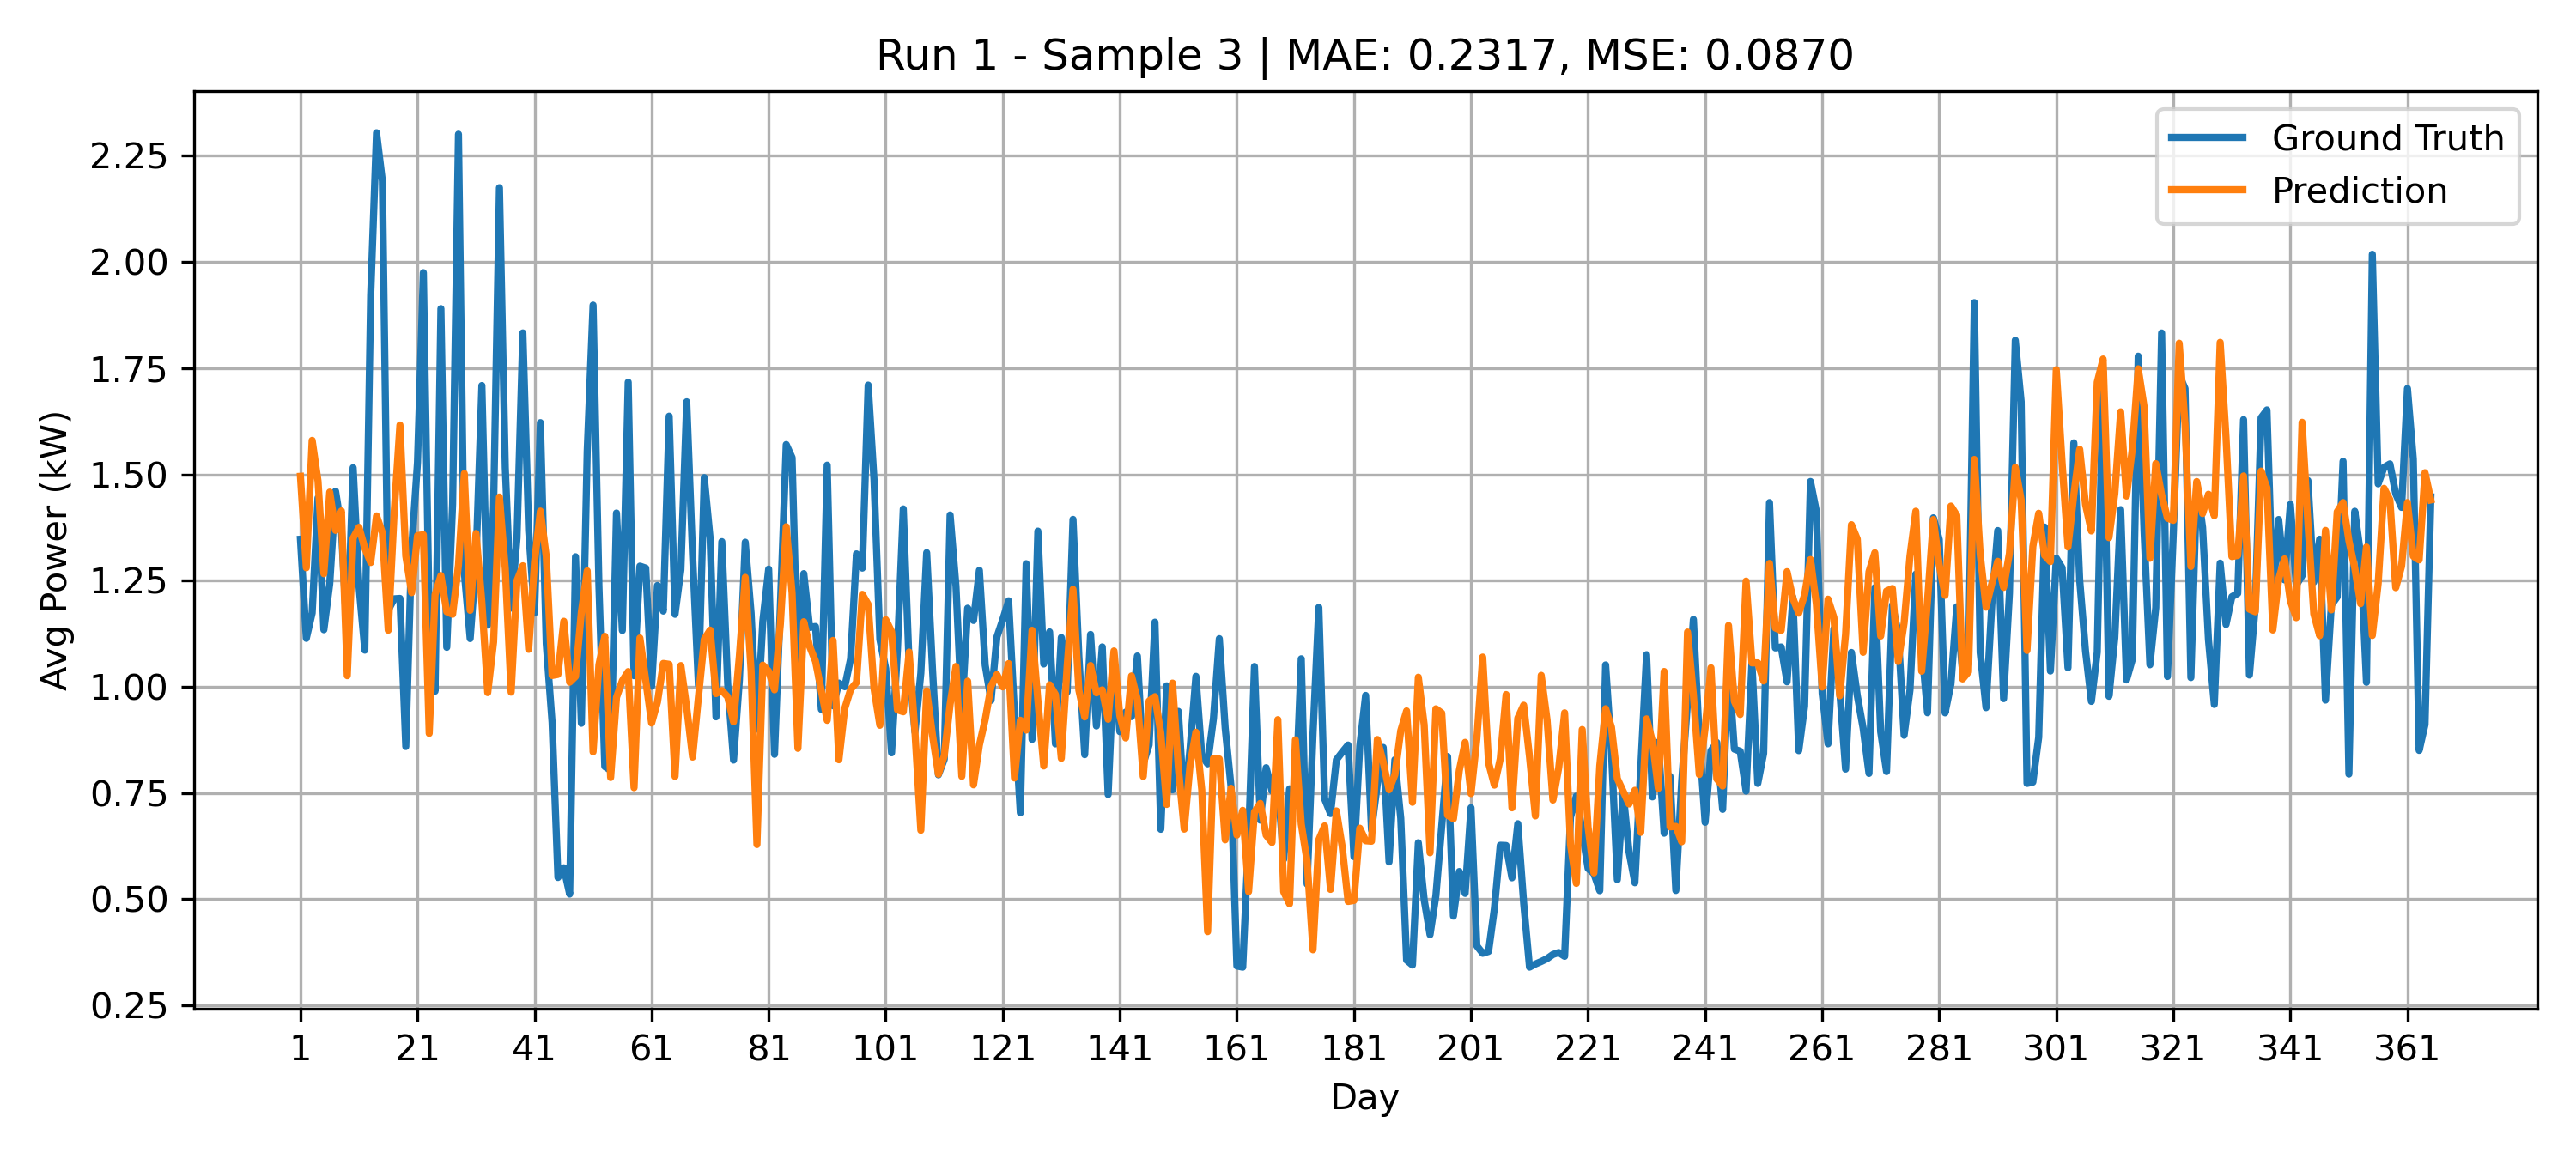 Run 1 - Sample 3 | MAE: 0.2317, MSE: 0.0870
Ground Truth
Prediction
Avg Power (kW)
2.25
2.00
1.75
1.50
1.25
1.00
0.75
0.50
0.25
1 21 41 61 81 101 121 141 161 181 201 221 241 261 281 301 321 341 361
Day